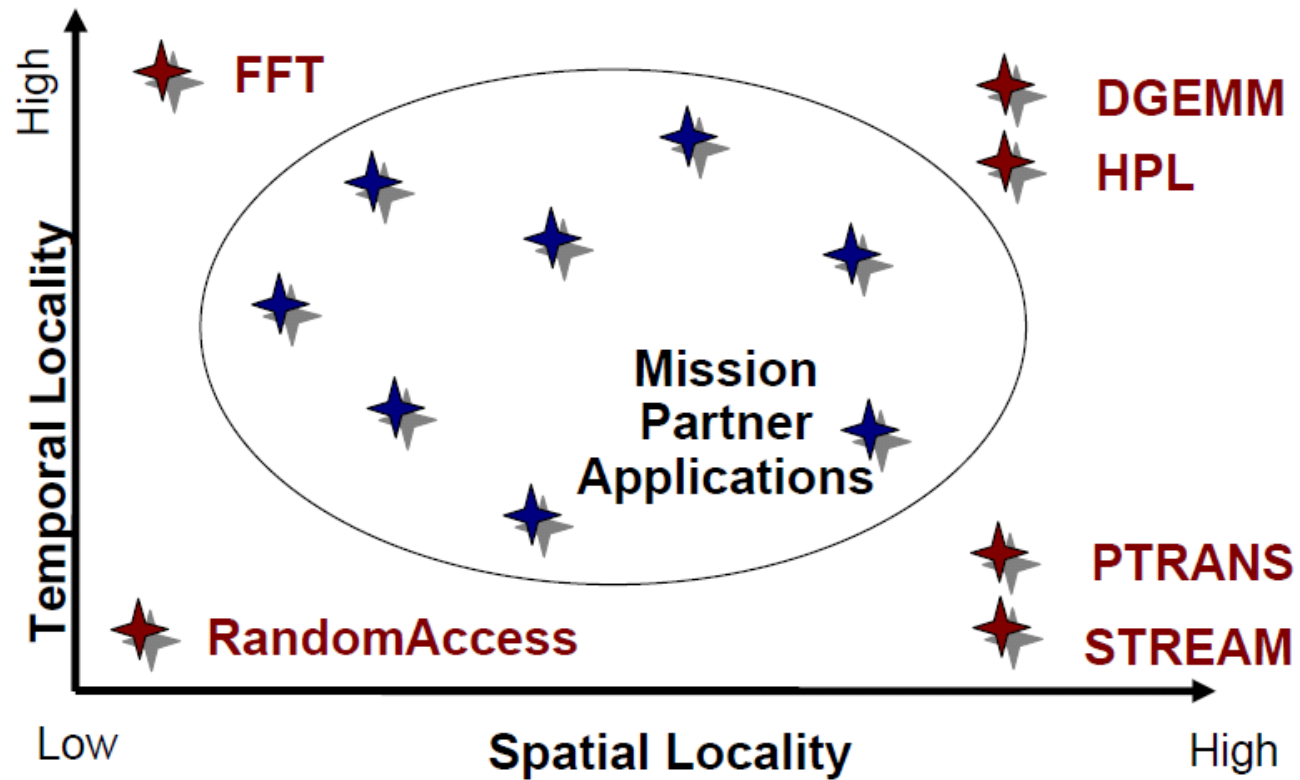 High
FFT
DGEMM
HPL
Temporal Locality
Mission
Partner
Applications
PTRANS
RandomAccess
STREAM
Low
Spatial Locality
High